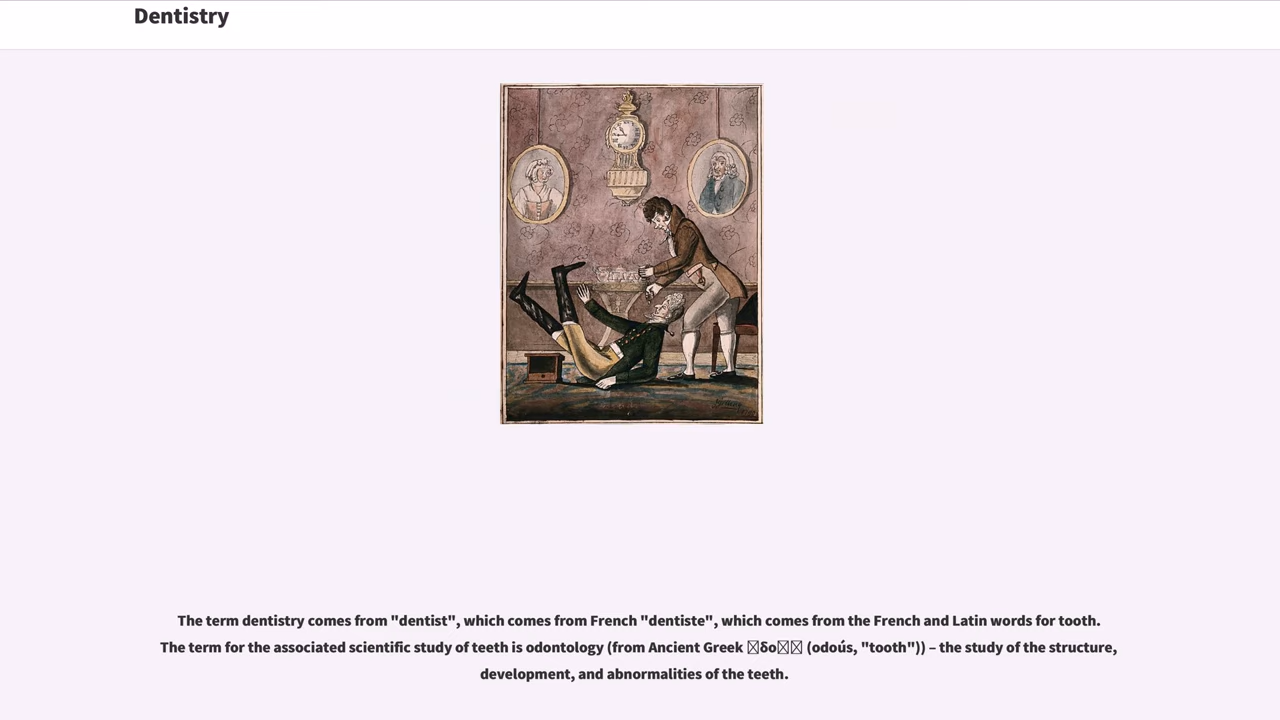 Dentistry
The term dentistry comes from "dentist", which comes from French "dentiste", which comes from the French and Latin words for tooth.
The term for the associated scientific study of teeth is odontology (from Ancient Greek δο (odoús, "tooth")) – the study of the structure,
development, and abnormalities of the teeth.